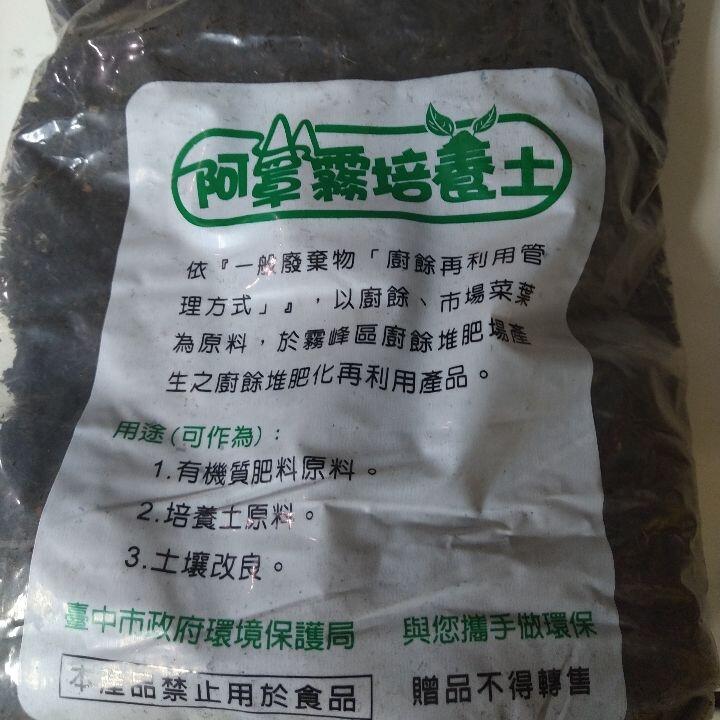 阿罩霧培養土
依『一般廢棄物「廚餘再利用管
理方式」』，以廚餘、市場菜葉
為原料，於霧峰區廚餘堆肥場產
生之廚餘堆肥化再利用產品。
用途(可作為)：
1.有機質肥料原料。
2.培養土原料。
3.土壤改良。
臺中市政府環境保護局 與您攜手做環保
本產品禁止用於食品 贈品不得轉售